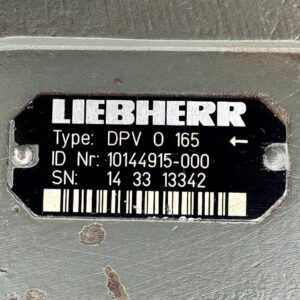 LIEBHERR
Type: DPV O 165 ←
ID Nr: 10144915-000
SN: 14 33 13342